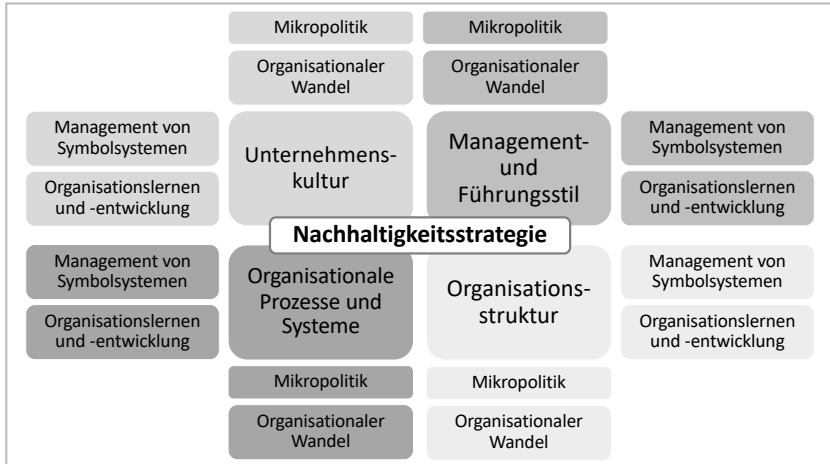 Mikropolitik
Mikropolitik
Organisationaler
Wandel
Organisationaler
Wandel
Management von
Symbolsystemen
Organisationslernen
und -entwicklung
Unternehmens-
kultur
Management-
und
Führungsstil
Management von
Symbolsystemen
Organisationslernen
und -entwicklung
Nachhaltigkeitsstrategie
Management von
Symbolsystemen
Organisationslernen
und -entwicklung
Organisationale
Prozesse und
Systeme
Organisations-
struktur
Management von
Symbolsystemen
Organisationslernen
und -entwicklung
Mikropolitik
Mikropolitik
Organisationaler
Wandel
Organisationaler
Wandel